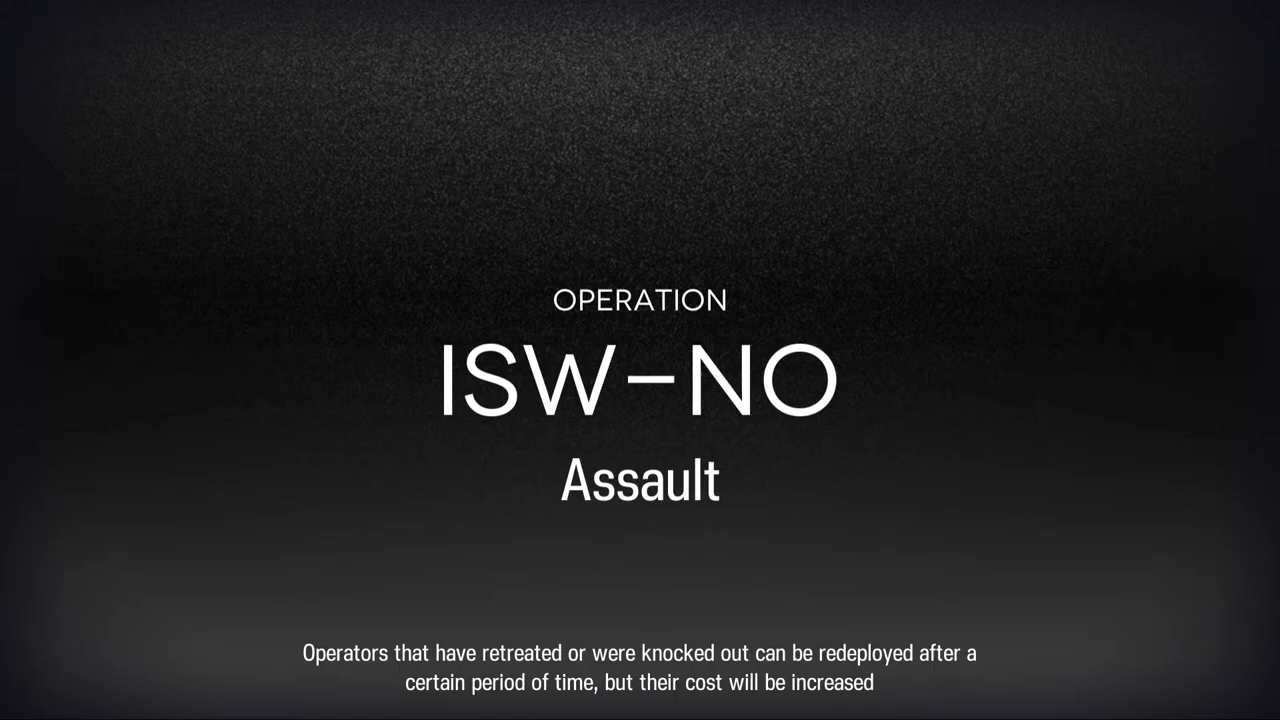 OPERATION
ISW-NO
Assault
Operators that have retreated or were knocked out can be redeployed after a
certain period of time, but their cost will be increased